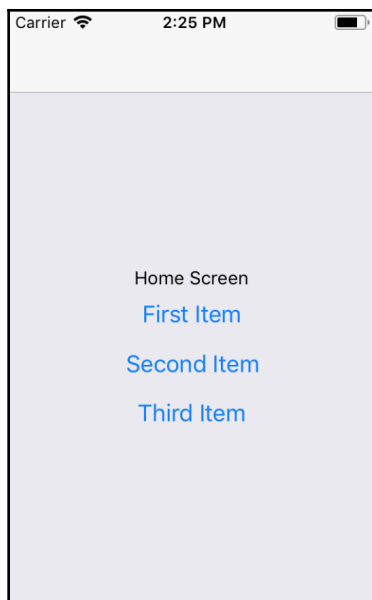 Carrier 2:25 PM
Home Screen
First Item
Second Item
Third Item